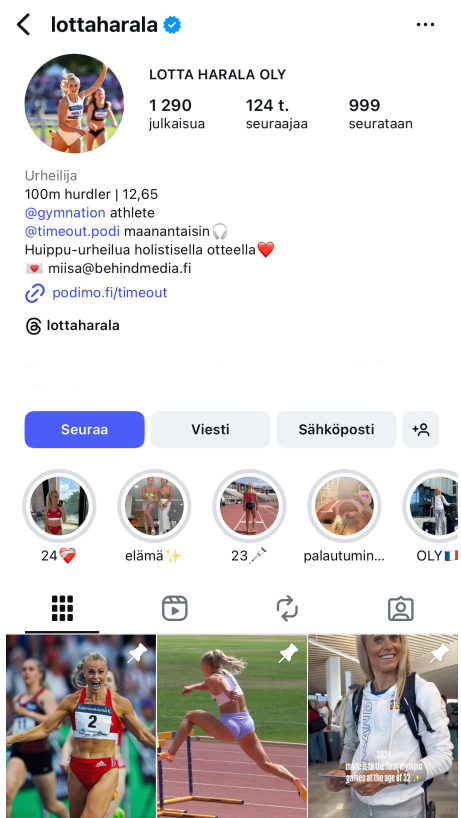 lottaharala
LOTTA HARALA OLY
1 290
julkaisua
124 t.
seuraajaa
999
seurataan
Urheilija
100m hurdler | 12,65
@gymnation athlete
@timeout.podi maanantaisin🎧
Huippu-urheilua holistisella otteella❤️
💌 miisa@behindmedia.fi
podimo.fi/timeout
lottaharala
Seuraa
Viesti
Sähköposti
24❤️‍🩹
elämä✨
23
palautumin...
OLY🇫🇷
2
2024
made it to the first olympic
games at the age of 32 ✨